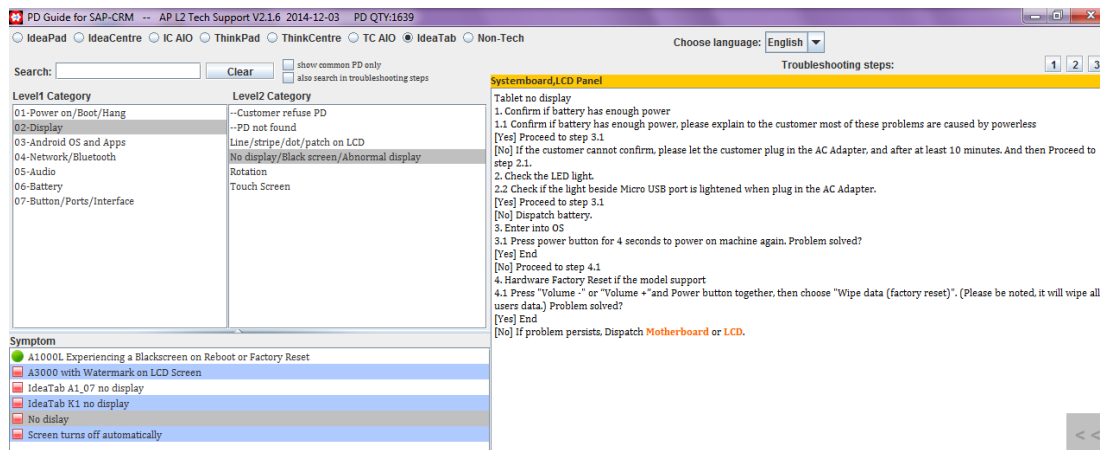 PD Guide for SAP-CRM -- AP L2 Tech Support V2.1.6 2014-12-03 PD QTY:1639
IdeaPad IdeaCentre IC AIO ThinkPad ThinkCentre TC AIO IdeaTab Non-Tech
Choose language: English
Search: Clear
show common PD only
also search in troubleshooting steps
Troubleshooting steps: 1 2 3
Level1 Category
01-Power on/Boot/Hang
02-Display
03-Android OS and Apps
04-Network/Bluetooth
05-Audio
06-Battery
07-Button/Ports/Interface
Level2 Category
--Customer refuse PD
--PD not found
Line/stripe/dot/patch on LCD
No display/Black screen/Abnormal display
Rotation
Touch Screen
Symptom
A1000L Experiencing a Blackscreen on Reboot or Factory Reset
A3000 with Watermark on LCD Screen
IdeaTab A1_07 no display
IdeaTab K1 no display
No dislay
Screen turns off automatically
Systemboard,LCD Panel
Tablet no display
1. Confirm if battery has enough power
1.1 Confirm if battery has enough power, please explain to the customer most of these problems are caused by powerless
[Yes] Proceed to step 3.1
[No] If the customer cannot confirm, please let the customer plug in the AC Adapter, and after at least 10 minutes. And then Proceed to
step 2.1.
2. Check the LED light.
2.2 Check if the light beside Micro USB port is lightened when plug in the AC Adapter.
[Yes] Proceed to step 3.1
[No] Dispatch battery.
3. Enter into OS
3.1 Press power button for 4 seconds to power on machine again. Problem solved?
[Yes] End
[No] Proceed to step 4.1
4. Hardware Factory Reset if the model support
4.1 Press "Volume -" or "Volume +"and Power button together, then choose "Wipe data (factory reset)". (Please be noted, it will wipe all
users data.) Problem solved?
[Yes] End
[No] If problem persists, Dispatch Motherboard or LCD.
< <